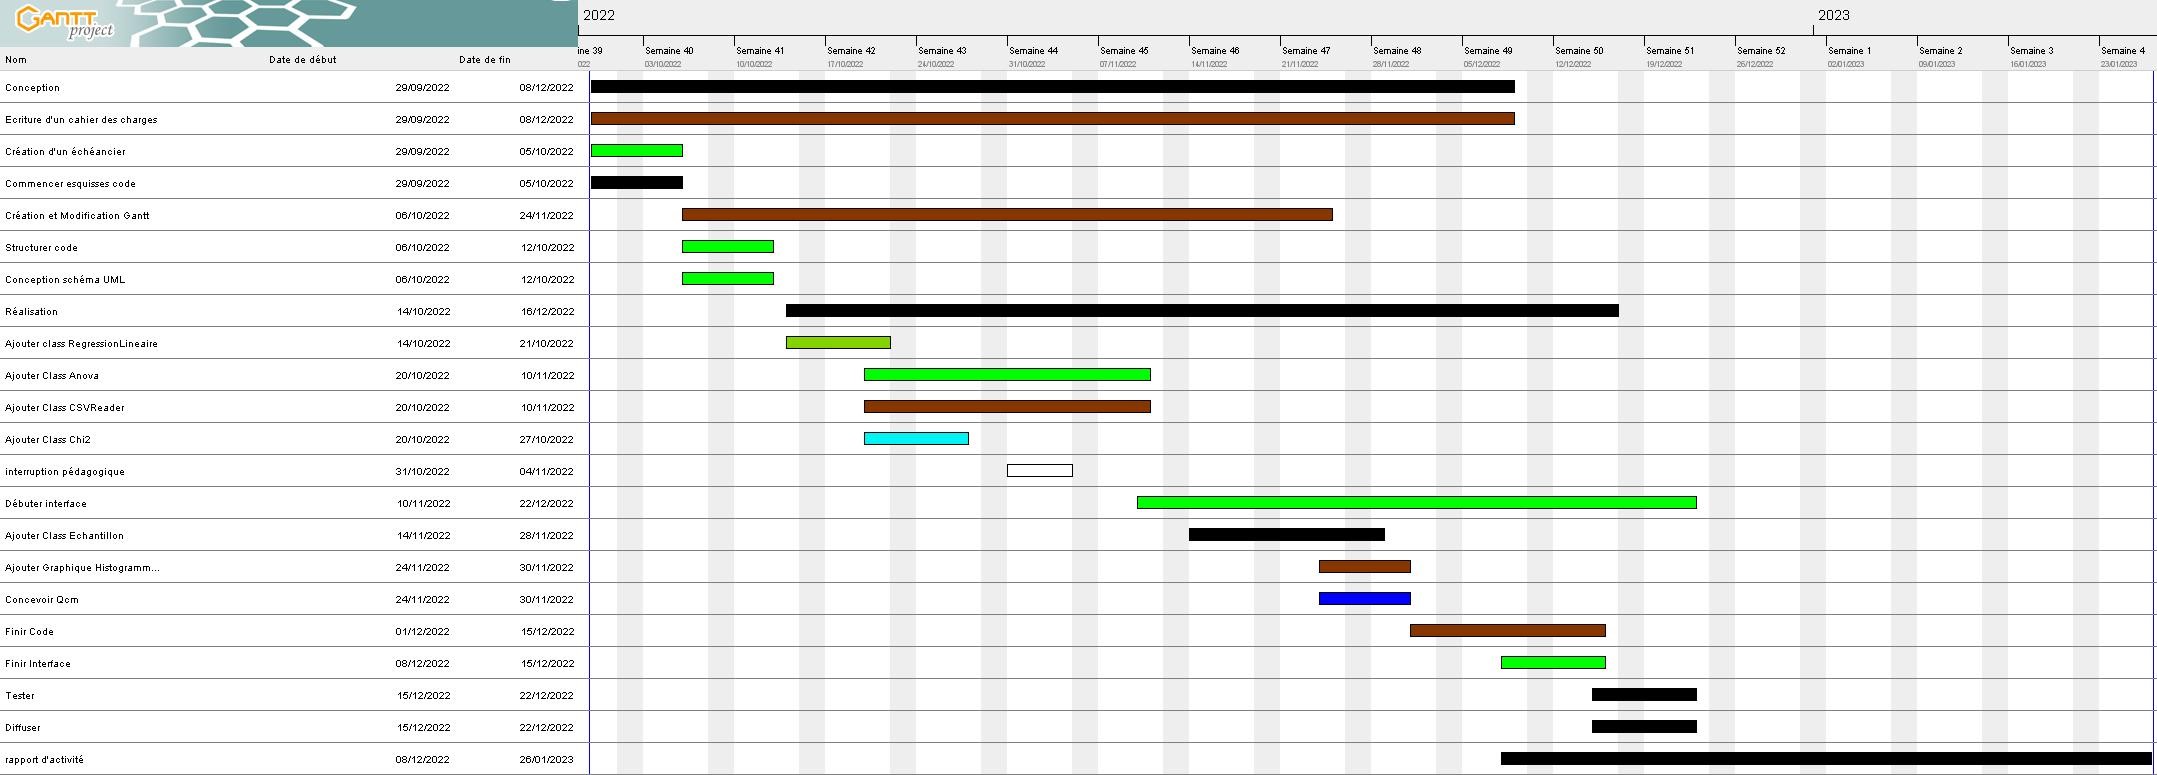 GANTT
project
2022 2023
ine 39 Semaine 40 Semaine 41 Semaine 42 Semaine 43 Semaine 44 Semaine 45 Semaine 46 Semaine 47 Semaine 48 Semaine 49 Semaine 50 Semaine 51 Semaine 52 Semaine 1 Semaine 2 Semaine 3 Semaine 4
Nom Date de début Date de fin
022 03/10/2022 10/10/2022 17/10/2022 24/10/2022 31/10/2022 07/11/2022 14/11/2022 21/11/2022 28/11/2022 05/12/2022 12/12/2022 19/12/2022 26/12/2022 02/01/2023 09/01/2023 16/01/2023 23/01/2023
Conception 29/09/2022 08/12/2022
Ecriture d'un cahier des charges 29/09/2022 08/12/2022
Création d'un échéancier 29/09/2022 05/10/2022
Commencer esquisses code 29/09/2022 05/10/2022
Création et Modification Gantt 06/10/2022 24/11/2022
Structurer code 06/10/2022 12/10/2022
Conception schéma UML 06/10/2022 12/10/2022
Réalisation 14/10/2022 16/12/2022
Ajouter class RegressionLineaire 14/10/2022 21/10/2022
Ajouter Class Anova 20/10/2022 10/11/2022
Ajouter Class CSVReader 20/10/2022 10/11/2022
Ajouter Class Chi2 20/10/2022 27/10/2022
interruption pédagogique 31/10/2022 04/11/2022
Débuter interface 10/11/2022 22/12/2022
Ajouter Class Echantillon 14/11/2022 28/11/2022
Ajouter Graphique Histogramm... 24/11/2022 30/11/2022
Concevoir Qcm 24/11/2022 30/11/2022
Finir Code 01/12/2022 15/12/2022
Finir Interface 08/12/2022 15/12/2022
Tester 15/12/2022 22/12/2022
Diffuser 15/12/2022 22/12/2022
rapport d'activité 08/12/2022 26/01/2023